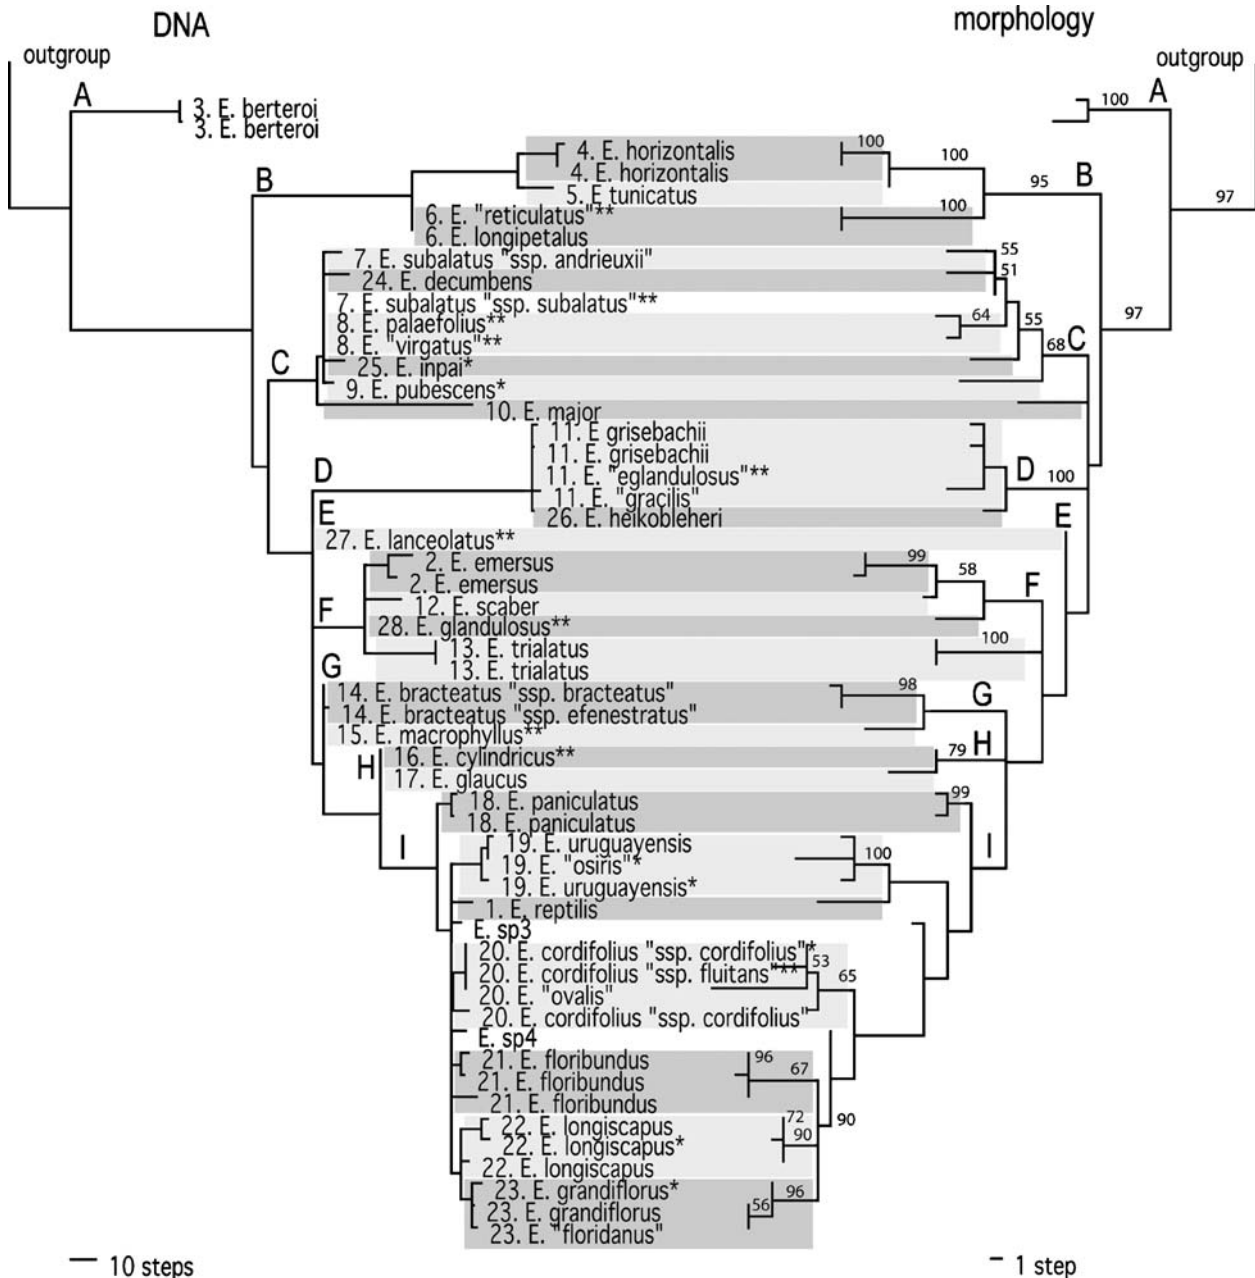 DNA
morphology
outgroup
outgroup
A
100
A
3. E. berteroi
3. E. berteroi
4. E. horizontalis
100
4. E. horizontalis
100
B
95
B
5. E tunicatus
97
6. E. "reticulatus"**
100
6. E. longipetalus
7. E. subalatus "ssp. andrieuxii"
55
24. E. decumbens
51
7. E. subalatus "ssp. subalatus"**
8. E. palaefolius**
64
55
97
8. E. "virgatus"**
68
C
C
25. E. inpai*
9. E. pubescens*
10. E. major
11. E grisebachii
11. E. grisebachii
D
11. E. "eglandulosus"**
D
100
11. E. "gracilis"
E
26. E. heikobleheri
E
27. E. lanceolatus**
2. E. emersus
99
58
2. E. emersus
F
F
12. E. scaber
28. E. glandulosus**
13. E. trialatus
100
13. E. trialatus
G
14. E. bracteatus "ssp. bracteatus"
98
G
14. E. bracteatus "ssp. efenestratus"
15. E. macrophyllus**
H
16. E. cylindricus**
79
H
17. E. glaucus
18. E. paniculatus
99
18. E. paniculatus
I
19. E. uruguayensis
I
19. E. "osiris"*
100
19. E. uruguayensis*
1. E. reptilis
E. sp3
20. E. cordifolius "ssp. cordifolius"*
53
20. E. cordifolius "ssp. fluitans"**
65
20. E. "ovalis"
20. E. cordifolius "ssp. cordifolius"
E. sp4
21. E. floribundus
96
67
21. E. floribundus
21. E. floribundus
22. E. longiscapus
72
90
22. E. longiscapus*
90
22. E. longiscapus
23. E. grandiflorus*
96
23. E. grandiflorus
56
23. E. "floridanus"
10 steps
1 step